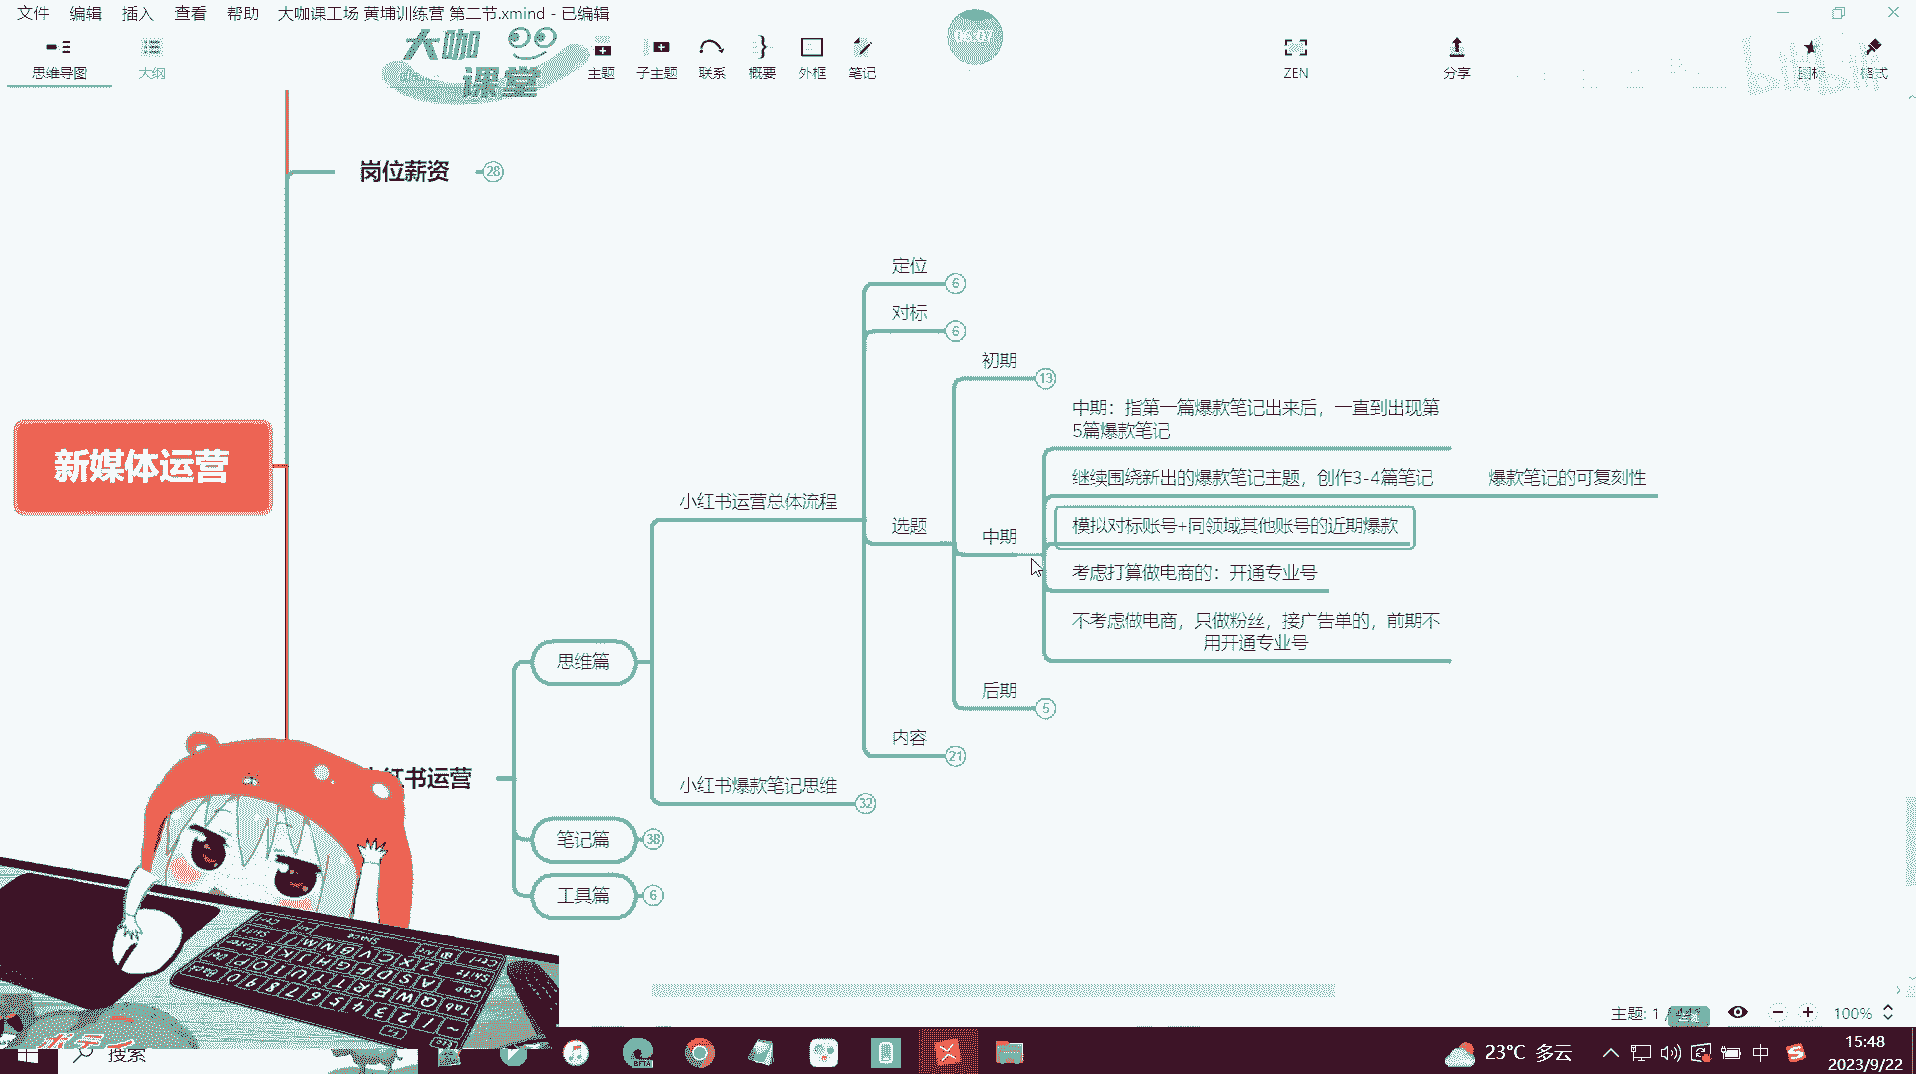 文件 编辑 插入 查看 帮助 大咖课工场 黄埔训练营 第二节.xmind - 已编辑
大咖
课堂
思维导图 大纲 主题 子主题 联系 概要 外框 笔记 ZEN 分享 图标 格式
bilibili
岗位薪资 28
定位 6
对标 6
初期 13
中期：指第一篇爆款笔记出来后，一直到出现第
5篇爆款笔记
新媒体运营
继续围绕新出的爆款笔记主题，创作3-4篇笔记 爆款笔记的可复刻性
小红书运营总体流程
选题
中期
模拟对标账号+同领域其他账号的近期爆款
考虑打算做电商的：开通专业号
不考虑做电商，只做粉丝，接广告单的，前期不
用开通专业号
思维篇
后期 5
内容 21
红书运营
小红书爆款笔记思维 32
笔记篇 38
工具篇 6
主题: 1 /
100%
搜索
BETA
23°C 多云
中
15:48
2023/9/22